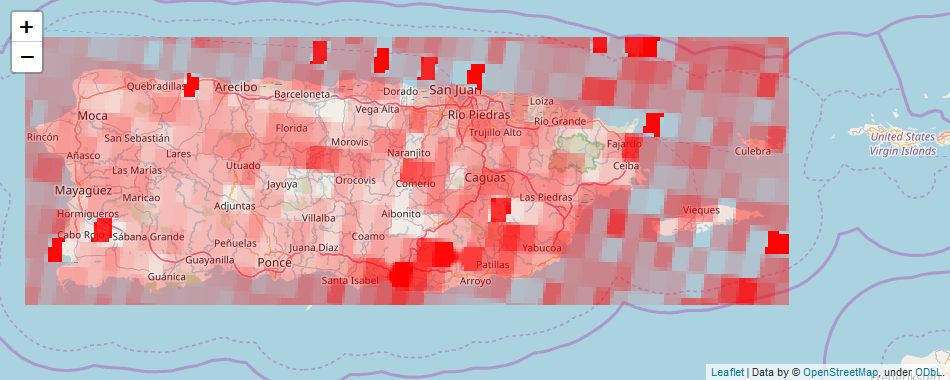 +
−
Quebradillas
Arecibo
Barceloneta
Dorado
San Juan
Loíza
Moca
Vega Alta
Río Piedras
Río Grande
Florida
Trujillo Alto
Rincón
San Sebastián
Morovis
Fajardo
United States
Virgin Islands
Añasco
Lares
Naranjito
Culebra
Las Marías
Utuado
Ceiba
Mayagüez
Jayuya
Orocovis
Comerío
Caguas
Maricao
Las Piedras
Hormigueros
Adjuntas
Villalba
Aibonito
Vieques
Cabo Rojo
Sábana Grande
Peñuelas
Juana Díaz
Coamo
Yabucoa
Guayanilla
Ponce
Patillas
Guánica
Santa Isabel
Arroyo
Leaflet | Data by © OpenStreetMap, under ODbL.